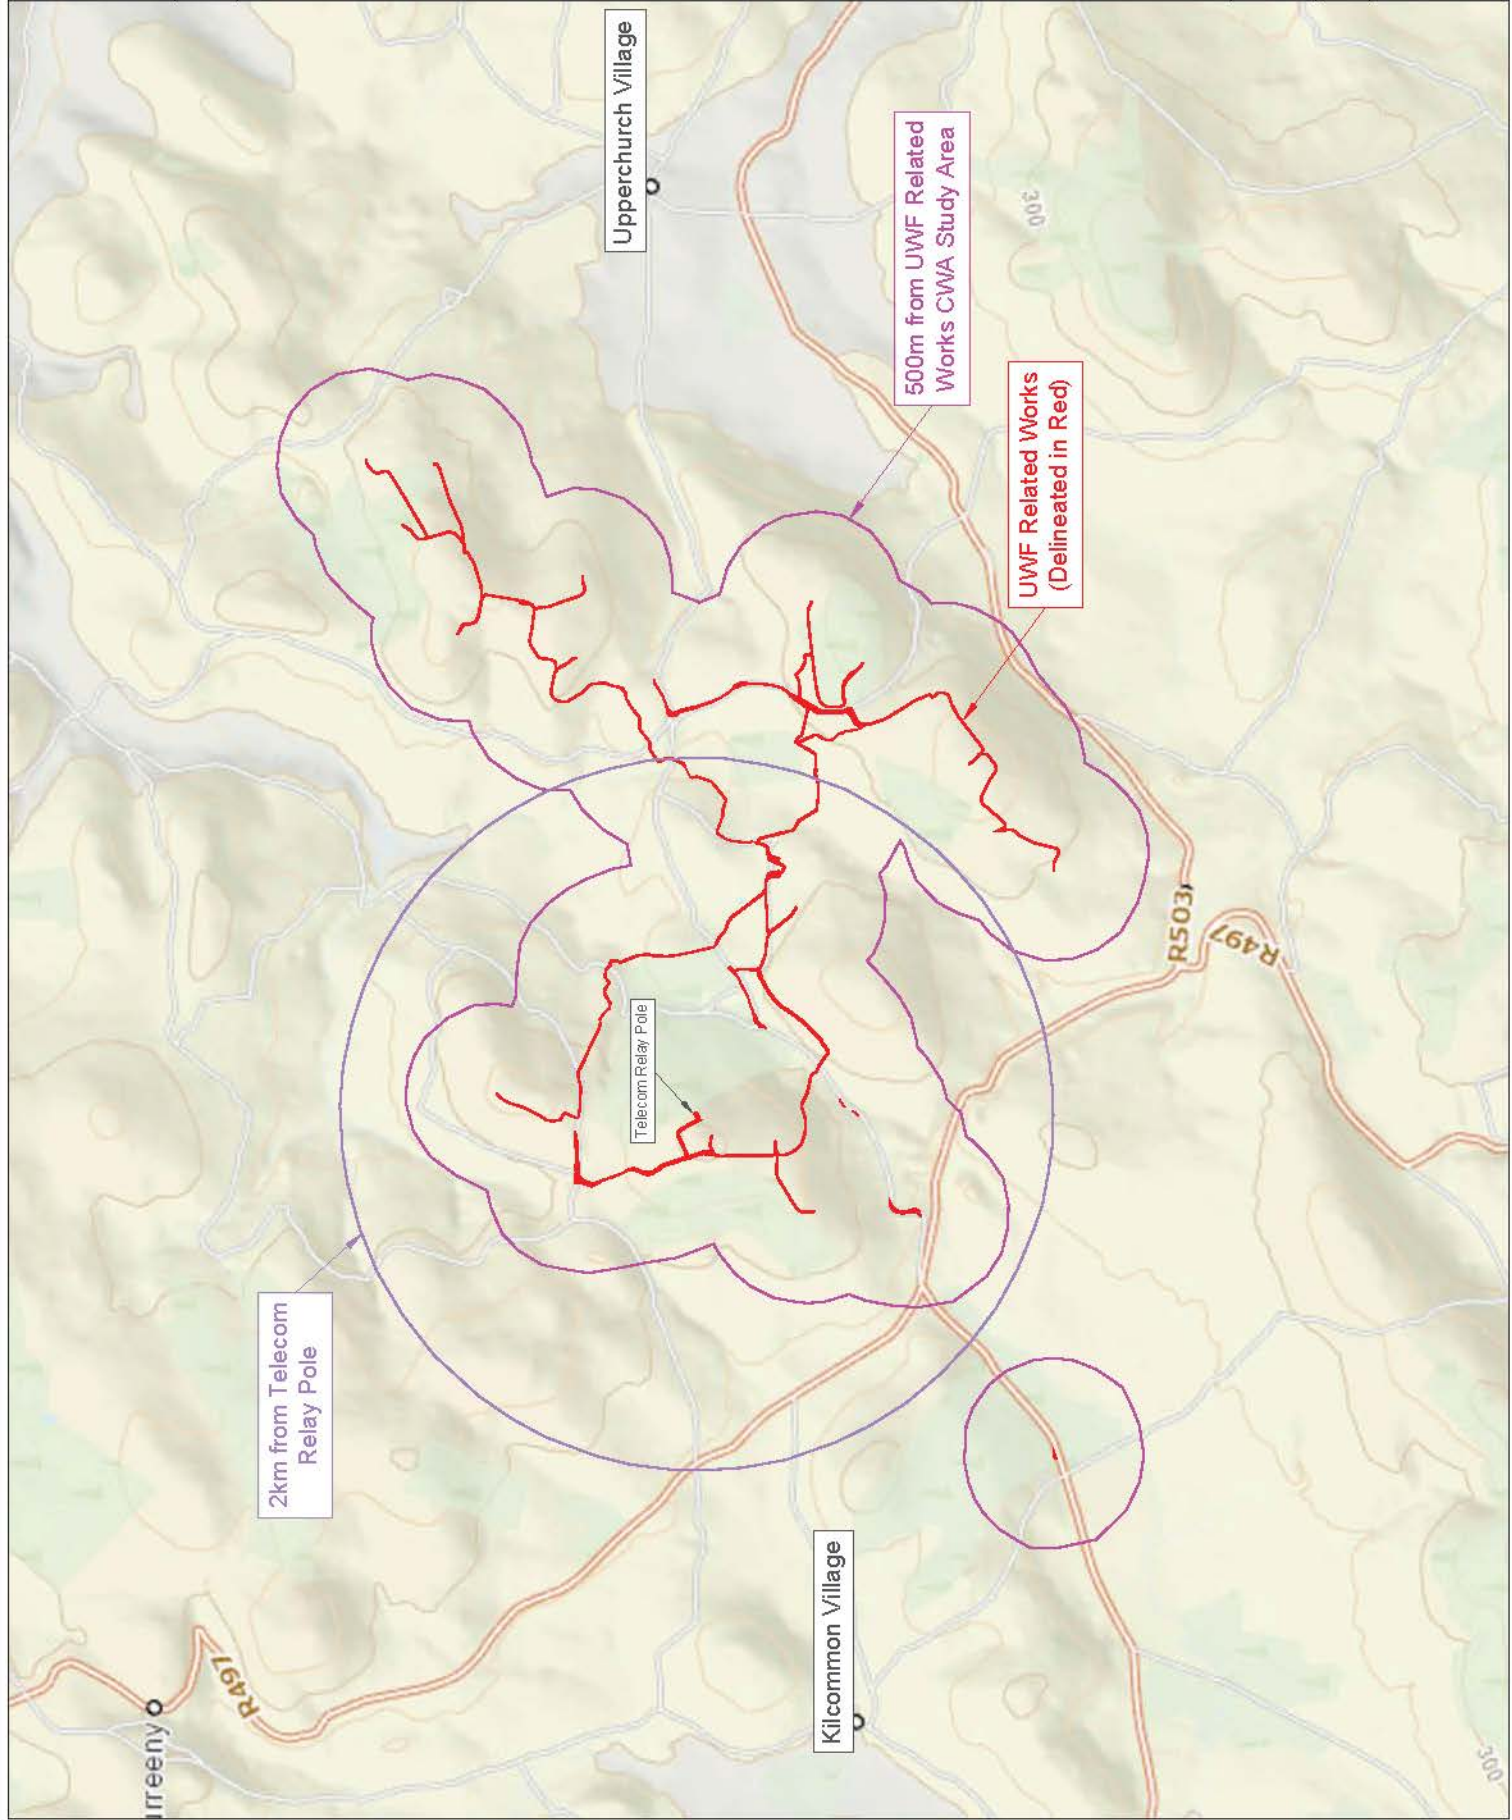 Upperchurch Village
500m from UWF Related
Works CWA Study Area
300
UWF Related Works
(Delineated in Red)
R503
R497
Telecom Relay Pole
2km from Telecom
Relay Pole
Kilcommon Village
R497
irreeny
300